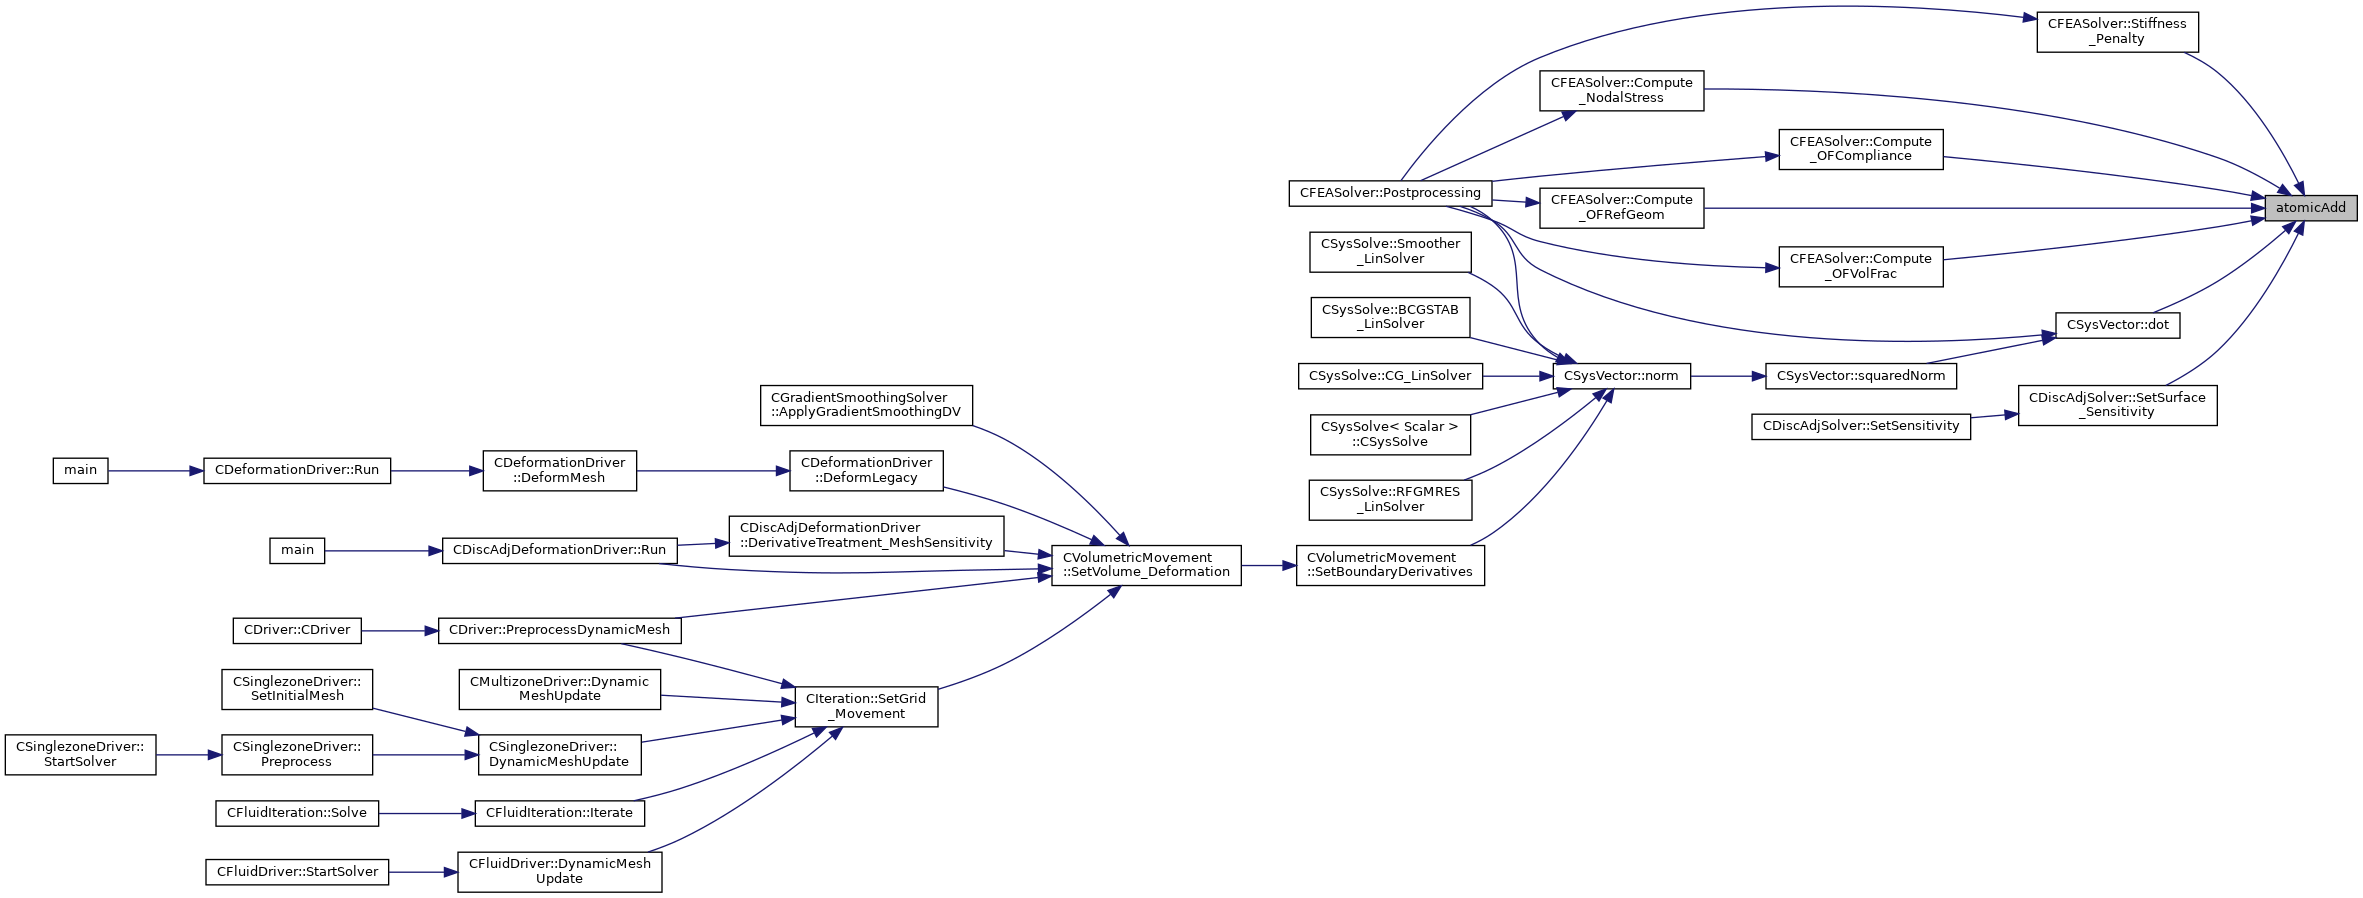 CFEASolver::Stiffness
_Penalty
CFEASolver::Compute
_NodalStress
CFEASolver::Compute
_OFCompliance
CFEASolver::Postprocessing
CFEASolver::Compute
_OFRefGeom
atomicAdd
CSysSolve::Smoother
_LinSolver
CFEASolver::Compute
_OFVolFrac
CSysSolve::BCGSTAB
_LinSolver
CSysVector::dot
CSysSolve::CG_LinSolver
CSysVector::norm
CSysVector::squaredNorm
CGradientSmoothingSolver
::ApplyGradientSmoothingDV
CDiscAdjSolver::SetSurface
_Sensitivity
CSysSolve< Scalar >
::CSysSolve
CDiscAdjSolver::SetSensitivity
main
CDeformationDriver::Run
CDeformationDriver
::DeformMesh
CDeformationDriver
::DeformLegacy
CSysSolve::RFGMRES
_LinSolver
main
CDiscAdjDeformationDriver::Run
CDiscAdjDeformationDriver
::DerivativeTreatment_MeshSensitivity
CVolumetricMovement
::SetVolume_Deformation
CVolumetricMovement
::SetBoundaryDerivatives
CDriver::CDriver
CDriver::PreprocessDynamicMesh
CSinglezoneDriver::
SetInitialMesh
CMultizoneDriver::Dynamic
MeshUpdate
CIteration::SetGrid
_Movement
CSinglezoneDriver::
StartSolver
CSinglezoneDriver::
Preprocess
CSinglezoneDriver::
DynamicMeshUpdate
CFluidIteration::Solve
CFluidIteration::Iterate
CFluidDriver::StartSolver
CFluidDriver::DynamicMesh
Update